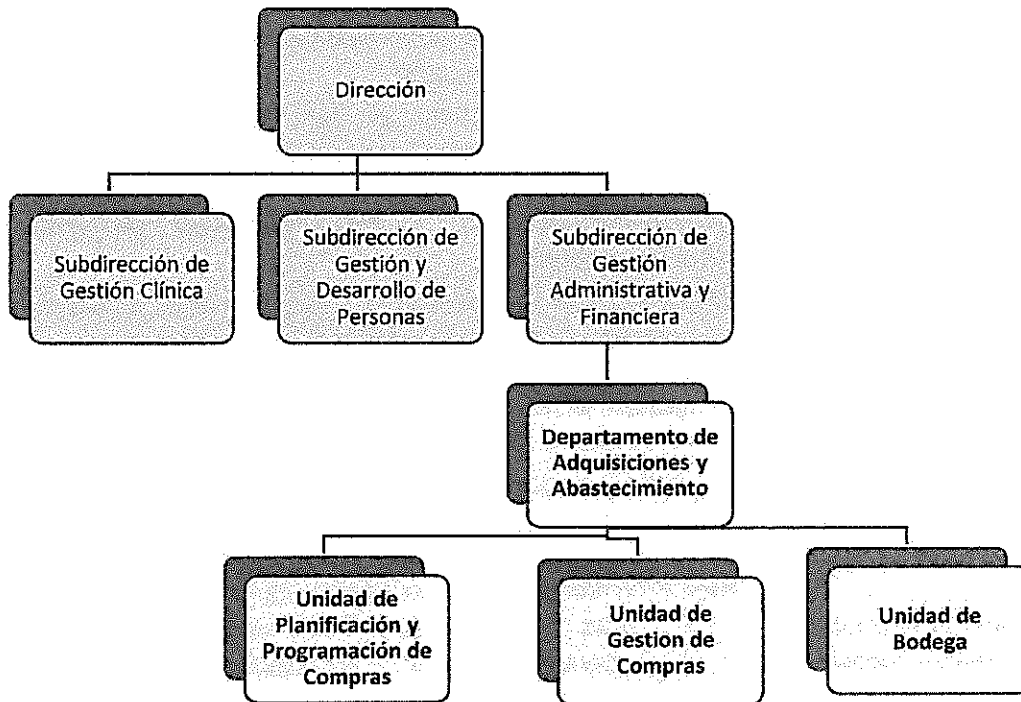 Dirección
Subdirección de
Gestión Clínica
Subdirección de
Gestión y
Desarrollo de
Personas
Subdirección de
Gestión
Administrativa y
Financiera
Departamento de
Adquisiciones y
Abastecimiento
Unidad de
Planificación y
Programación de
Compras
Unidad de
Gestion de
Compras
Unidad de
Bodega